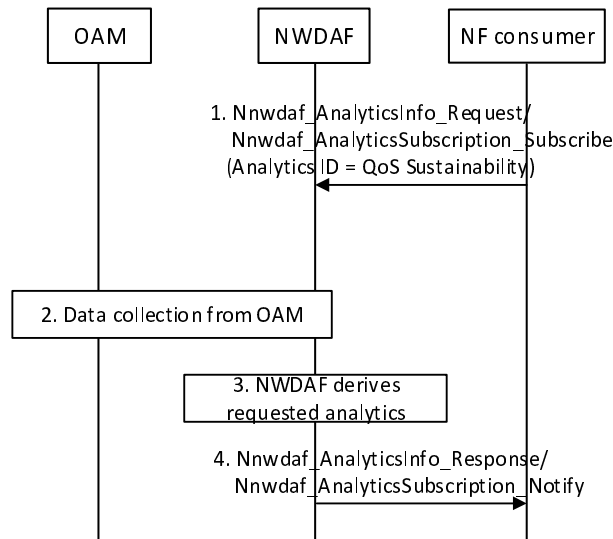 OAM
NWDAF
NF consumer
1. Nnwdaf_AnalyticsInfo_Request/
Nnwdaf_AnalyticsSubscription_Subscribe
(Analytics ID = QoS Sustainability)
2. Data collection from OAM
3. NWDAF derives
requested analytics
4. Nnwdaf_AnalyticsInfo_Response/
Nnwdaf_AnalyticsSubscription_Notify